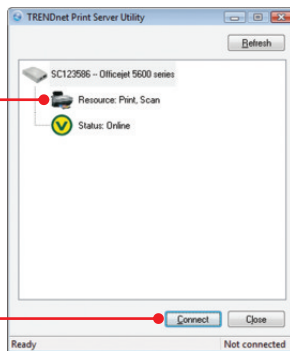 TRENDnet Print Server Utility
Refresh
SC123586 -- Officejet 5600 series
Resource: Print, Scan
Status: Online
Connect
Close
Ready
Not connected